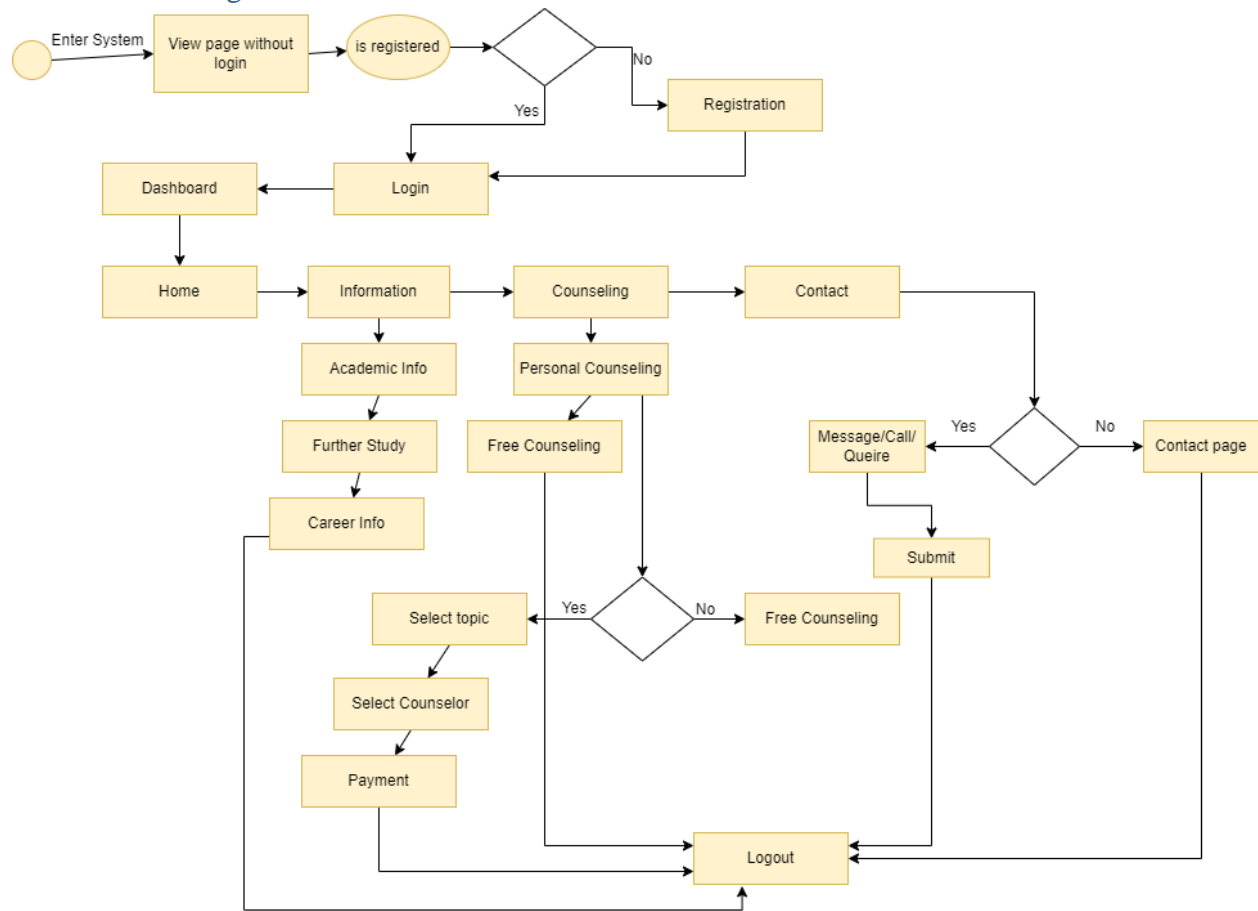 Enter System
View page without
login
is registered
No
Yes
Registration
Dashboard
Login
Home
Information
Counseling
Contact
Academic Info
Personal Counseling
Further Study
Free Counseling
Message/Call/
Queire
Yes
No
Contact page
Career Info
Submit
Select topic
Yes
No
Free Counseling
Select Counselor
Payment
Logout